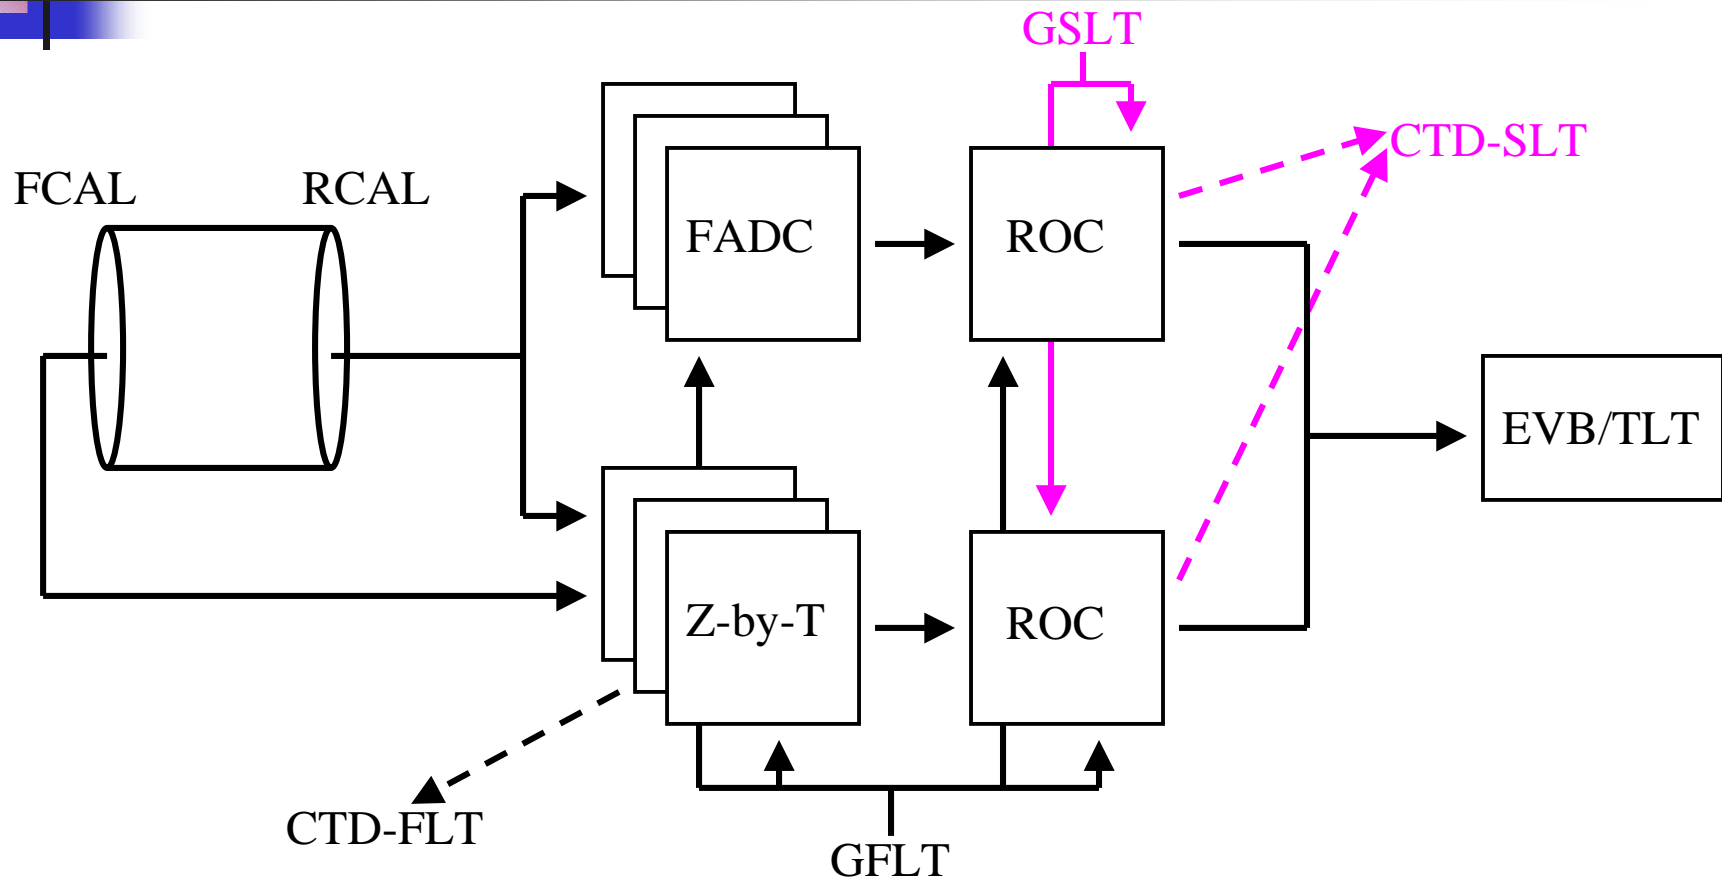 GSLT
CTD-SLT
FCAL
RCAL
FADC
ROC
EVB/TLT
Z-by-T
ROC
CTD-FLT
GFLT